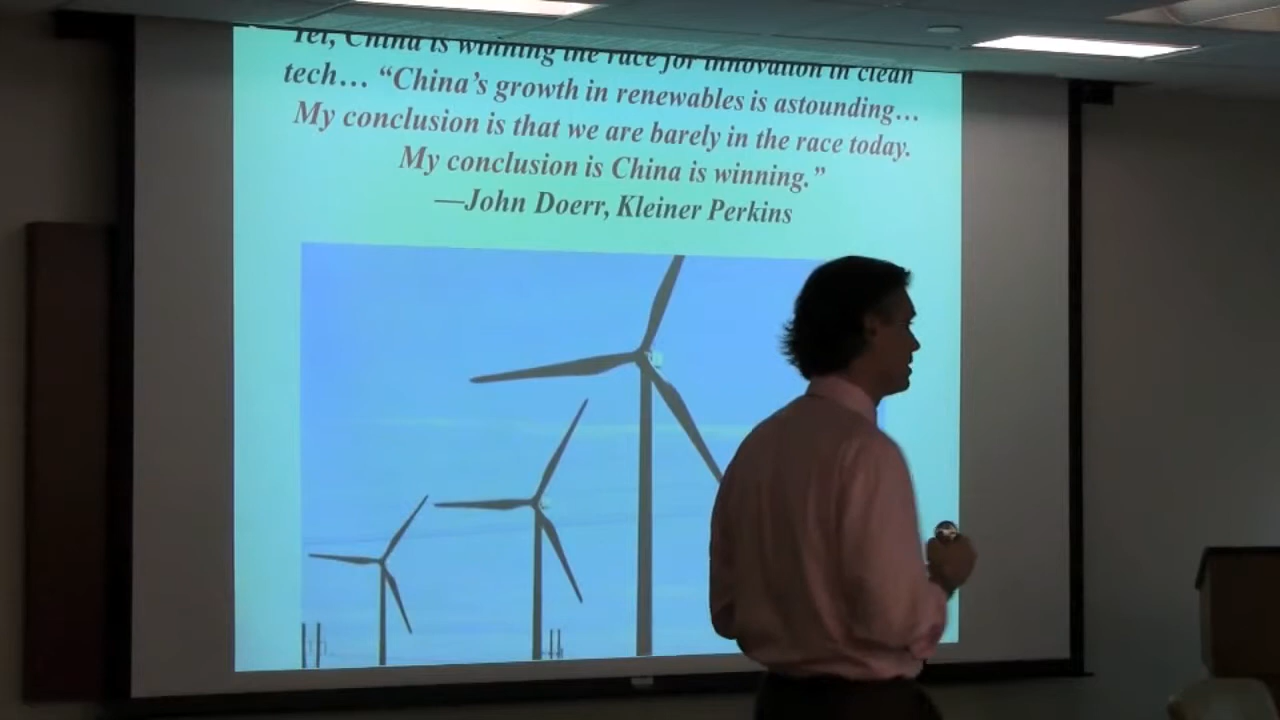 Yet, China is winning the race for innovation in clean
tech… “China’s growth in renewables is astounding…
My conclusion is that we are barely in the race today.
My conclusion is China is winning.”
—John Doerr, Kleiner Perkins